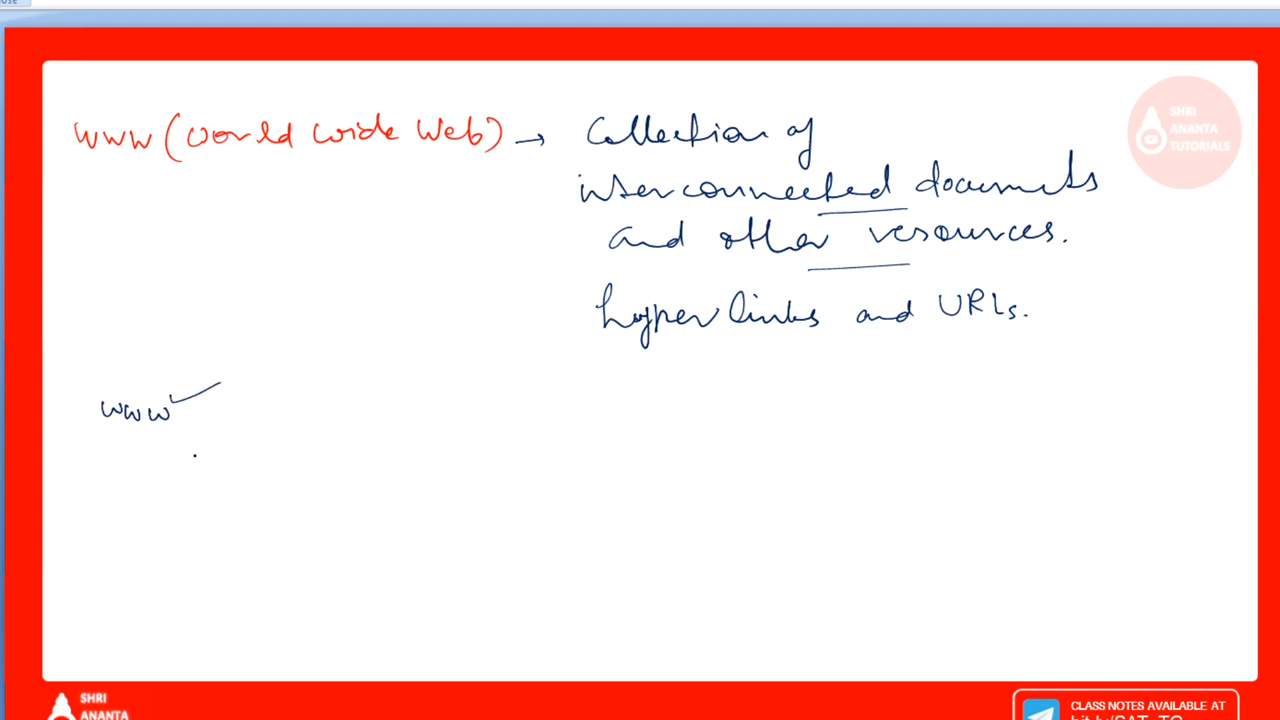 WWW (World Wide Web) → Collection of
interconnected documents
and other resources.
hyperlinks and URLs.
www ✓
SHRI
ANANTA
TUTORIALS
SHRI
ANANTA
CLASS NOTES AVAILABLE AT